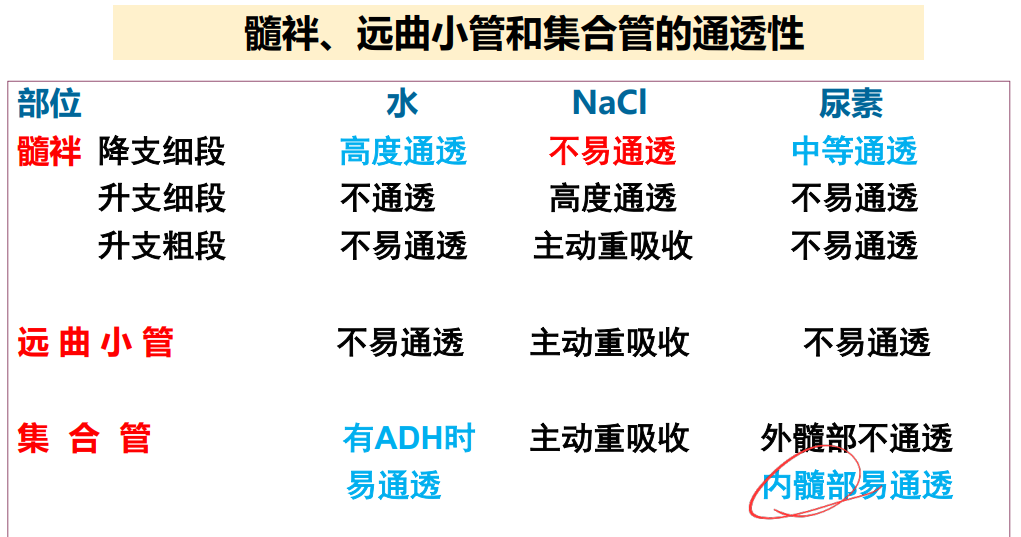 髓袢、远曲小管和集合管的通透性
部位 水 NaCl 尿素
髓袢 降支细段 高度通透 不易通透 中等通透
升支细段 不通透 高度通透 不易通透
升支粗段 不易通透 主动重吸收 不易通透
远 曲 小 管 不易通透 主动重吸收 不易通透
集 合 管 有ADH时 主动重吸收 外髓部不通透
易通透 内髓部易通透